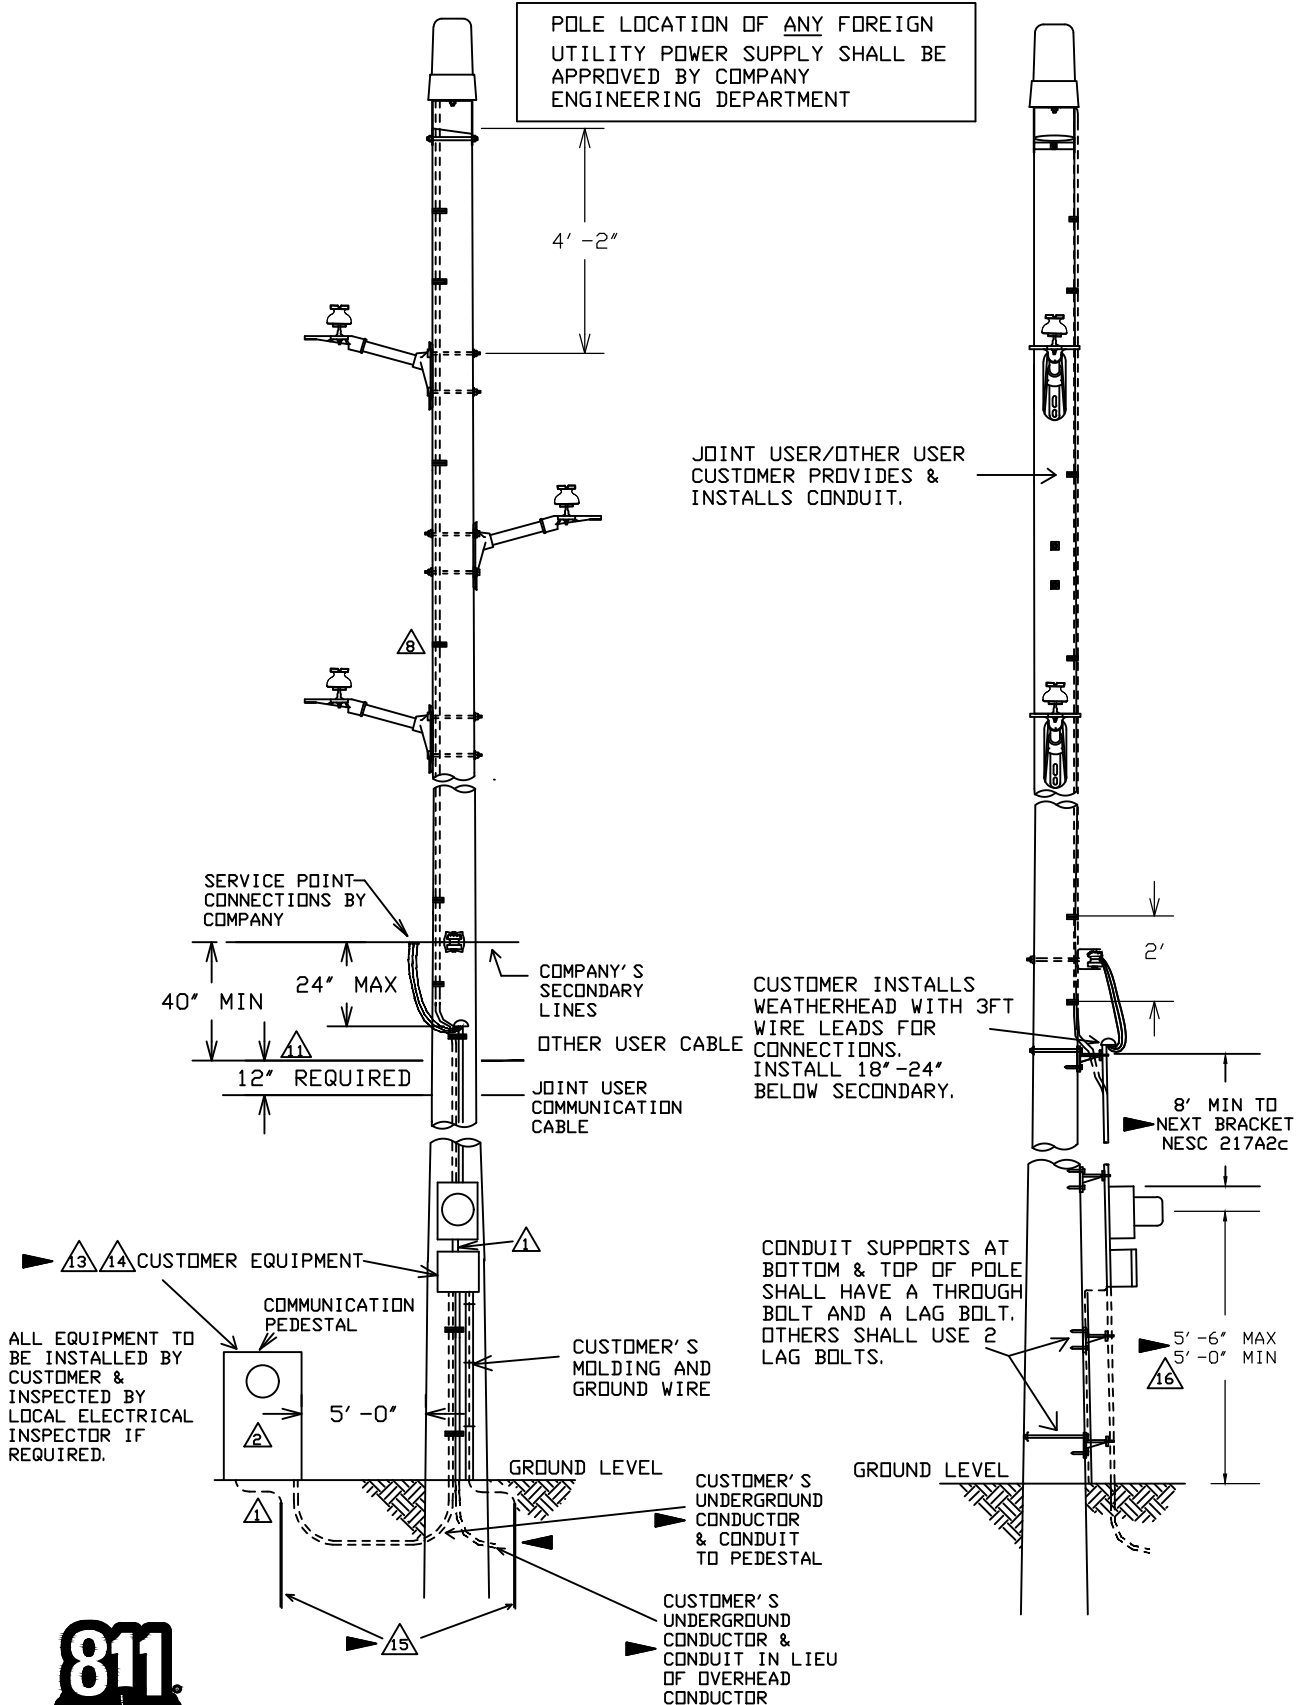 POLE LOCATION OF ANY FOREIGN
UTILITY POWER SUPPLY SHALL BE
APPROVED BY COMPANY
ENGINEERING DEPARTMENT
4'-2"
JOINT USER/OTHER USER
CUSTOMER PROVIDES &
INSTALLS CONDUIT.
8
SERVICE POINT
CONNECTIONS BY
COMPANY
40" MIN
24" MAX
COMPANY'S
SECONDARY
LINES
2'
CUSTOMER INSTALLS
WEATHERHEAD WITH 3FT
WIRE LEADS FOR
CONNECTIONS.
INSTALL 18"-24"
BELOW SECONDARY.
OTHER USER CABLE
11
12" REQUIRED
JOINT USER
COMMUNICATION
CABLE
8' MIN TO
NEXT BRACKET
NESC 217A2c
1
13 14 CUSTOMER EQUIPMENT
COMMUNICATION
PEDESTAL
CONDUIT SUPPORTS AT
BOTTOM & TOP OF POLE
SHALL HAVE A THROUGH
BOLT AND A LAG BOLT.
OTHERS SHALL USE 2
LAG BOLTS.
ALL EQUIPMENT TO
BE INSTALLED BY
CUSTOMER &
INSPECTED BY
LOCAL ELECTRICAL
INSPECTOR IF
REQUIRED.
CUSTOMER'S
MOLDING AND
GROUND WIRE
5'-6" MAX
5'-0" MIN
16
5'-0"
2
GROUND LEVEL
GROUND LEVEL
1
CUSTOMER'S
UNDERGROUND
CONDUCTOR
& CONDUIT
TO PEDESTAL
CUSTOMER'S
UNDERGROUND
CONDUCTOR &
CONDUIT IN LIEU
OF OVERHEAD
CONDUCTOR
15
811